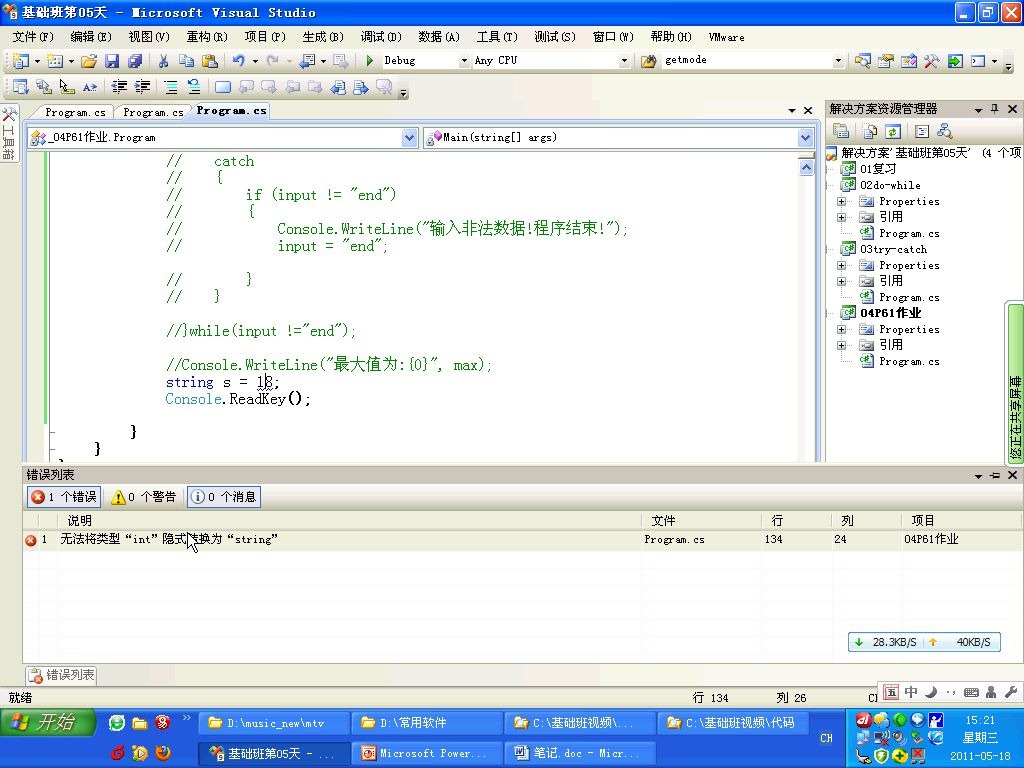 基础班第05天 - Microsoft Visual Studio
文件(F) 编辑(E) 视图(V) 重构(R) 项目(P) 生成(B) 调试(D) 数据(A) 工具(T) 测试(S) 窗口(W) 帮助(H) VMware
Debug Any CPU getmode
工具箱
Program.cs Program.cs Program.cs
_04P61作业.Program Main(string[] args)
// catch
// {
// if (input != "end")
// {
// Console.WriteLine("输入非法数据!程序结束!");
// input = "end";
// }
// }
//}while(input !="end");
//Console.WriteLine("最大值为:{0}", max);
string s = 18;
Console.ReadKey();
}
}
解决方案资源管理器
解决方案'基础班第05天' (4 个项
01复习
02do-while
Properties
引用
Program.cs
03try-catch
Properties
引用
Program.cs
04P61作业
Properties
引用
Program.cs
您正在共享屏幕
错误列表
1 个错误 0 个警告 0 个消息
说明 文件 行 列 项目
1 无法将类型“int”隐式转换为“string” Program.cs 134 24 04P61作业
28.3KB/S 40KB/S
错误列表
就绪 行 134 列 26
五 中
开始 D:\music_new\mtv D:\常用软件 C:\基础班视频\... C:\基础班视频\代码
基础班第05天 - ... Microsoft Power... 笔记.doc - Micr...
CH
15:21
星期三
2011-05-18